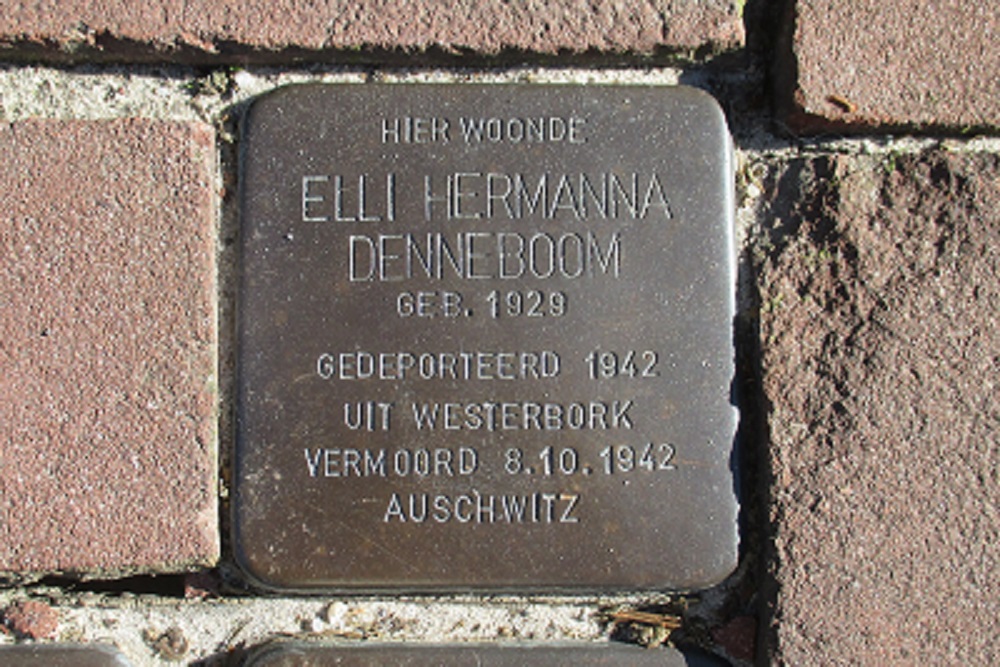 HIER WOONDE
ELLI HERMANNA
DENNEBOOM
GEB. 1929
GEDEPORTEERD 1942
UIT WESTERBORK
VERMOORD 8.10.1942
AUSCHWITZ